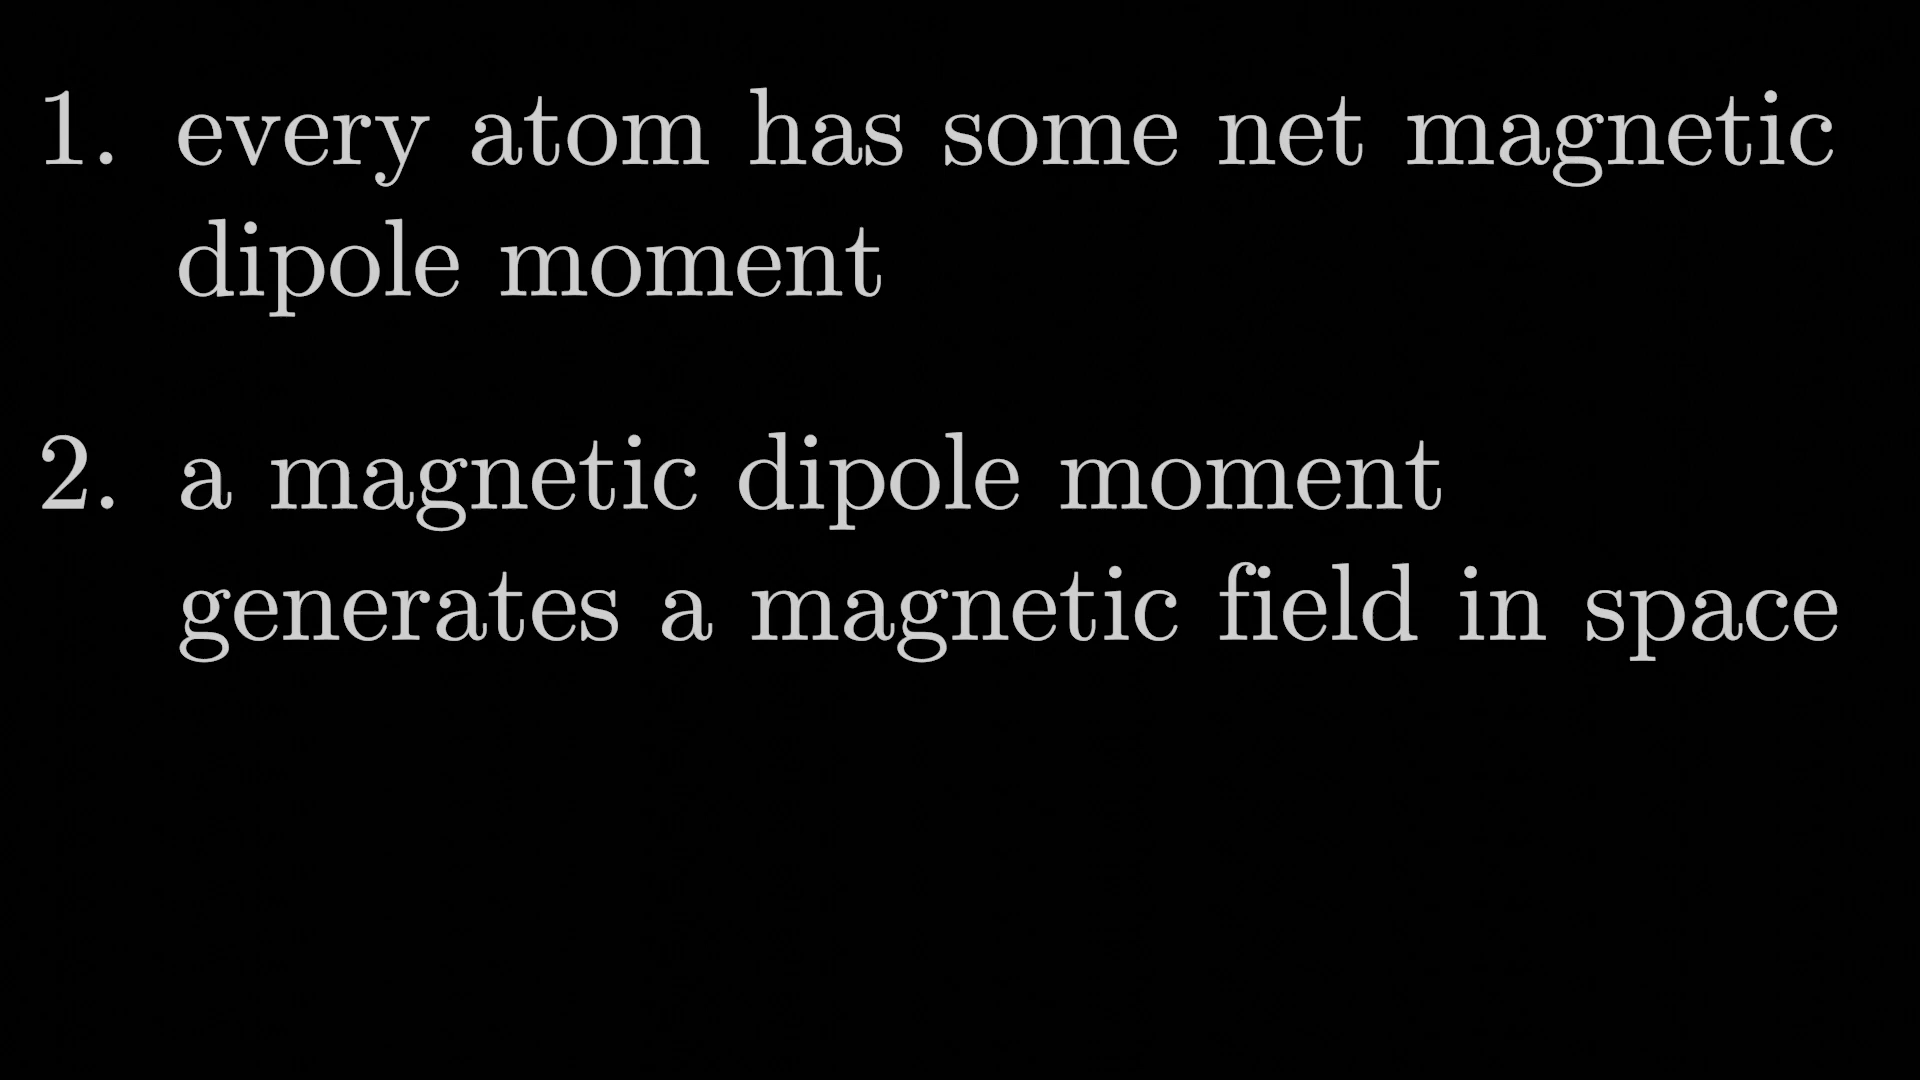 1. every atom has some net magnetic
dipole moment
2. a magnetic dipole moment
generates a magnetic field in space